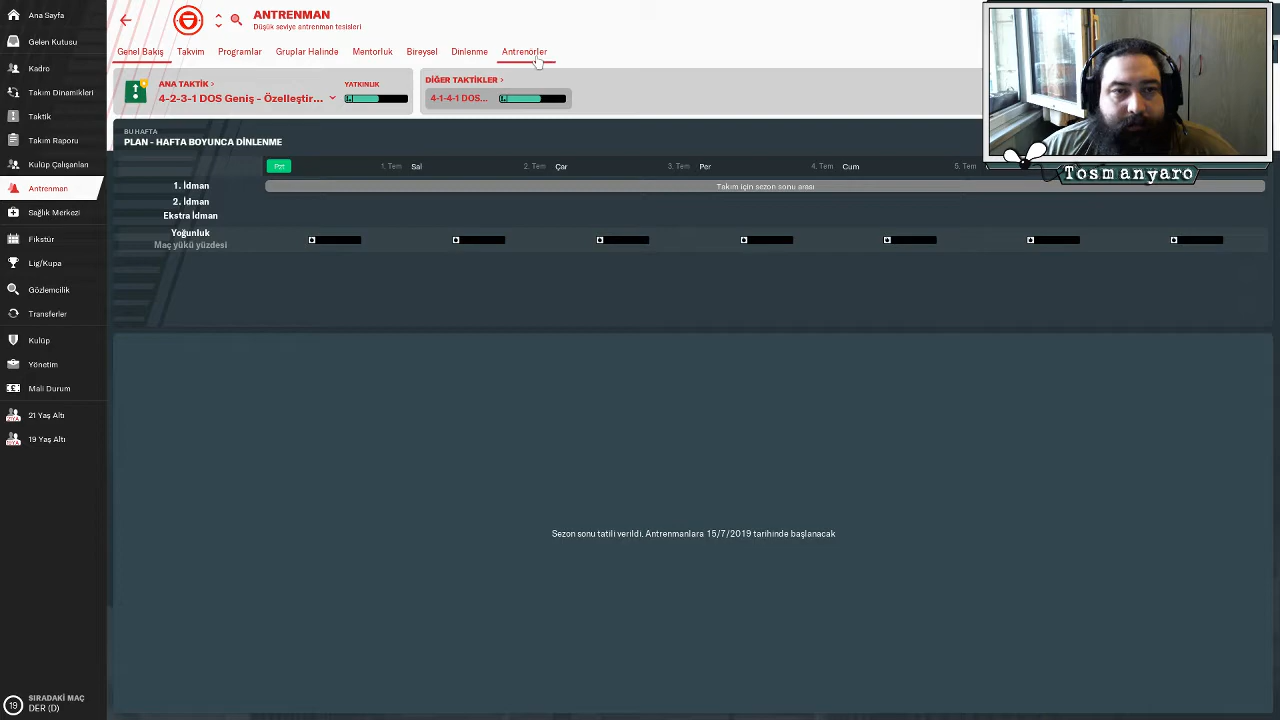 Ana Sayfa
Gelen Kutusu
Kadro
Takım Dinamikleri
Taktik
Takım Raporu
Kulüp Çalışanları
Antrenman
Sağlık Merkezi
Fikstür
Lig/Kupa
Gözlemcilik
Transferler
Kulüp
Yönetim
Mali Durum
21 Yaş Altı
19 Yaş Altı
19
SIRADAKİ MAÇ
DER (D)
ANTRENMAN
Düşük seviye antrenman tesisleri
Genel Bakış Takvim Programlar Gruplar Halinde Mentorluk Bireysel Dinlenme Antrenörler
ANA TAKTİK >
YATKINLIK
4-2-3-1 DOS Geniş - Özelleştir...
DİĞER TAKTİKLER >
4-1-4-1 DOS...
Tosmanyaro
BU HAFTA
PLAN - HAFTA BOYUNCA DİNLENME
Pzt 1. Tem Sal 2. Tem Çar 3. Tem Per 4. Tem Cum 5. Tem
1. İdman
Takım için sezon sonu arası
2. İdman
Ekstra İdman
Yoğunluk
Maç yükü yüzdesi
Sezon sonu tatili verildi. Antrenmanlara 15/7/2019 tarihinde başlanacak